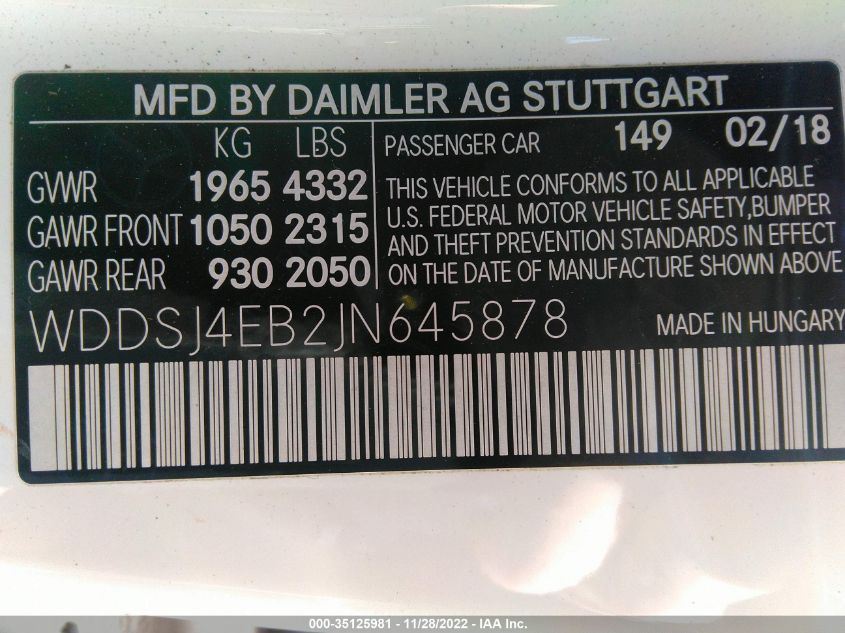 MFD BY DAIMLER AG STUTTGART
KG LBS
GVWR 1965 4332
GAWR FRONT 1050 2315
GAWR REAR 930 2050
PASSENGER CAR 149 02/18
THIS VEHICLE CONFORMS TO ALL APPLICABLE
U.S. FEDERAL MOTOR VEHICLE SAFETY,BUMPER
AND THEFT PREVENTION STANDARDS IN EFFECT
ON THE DATE OF MANUFACTURE SHOWN ABOVE
WDDSJ4EB2JN645878
MADE IN HUNGARY
000-35125981 - 11/28/2022 - IAA Inc.